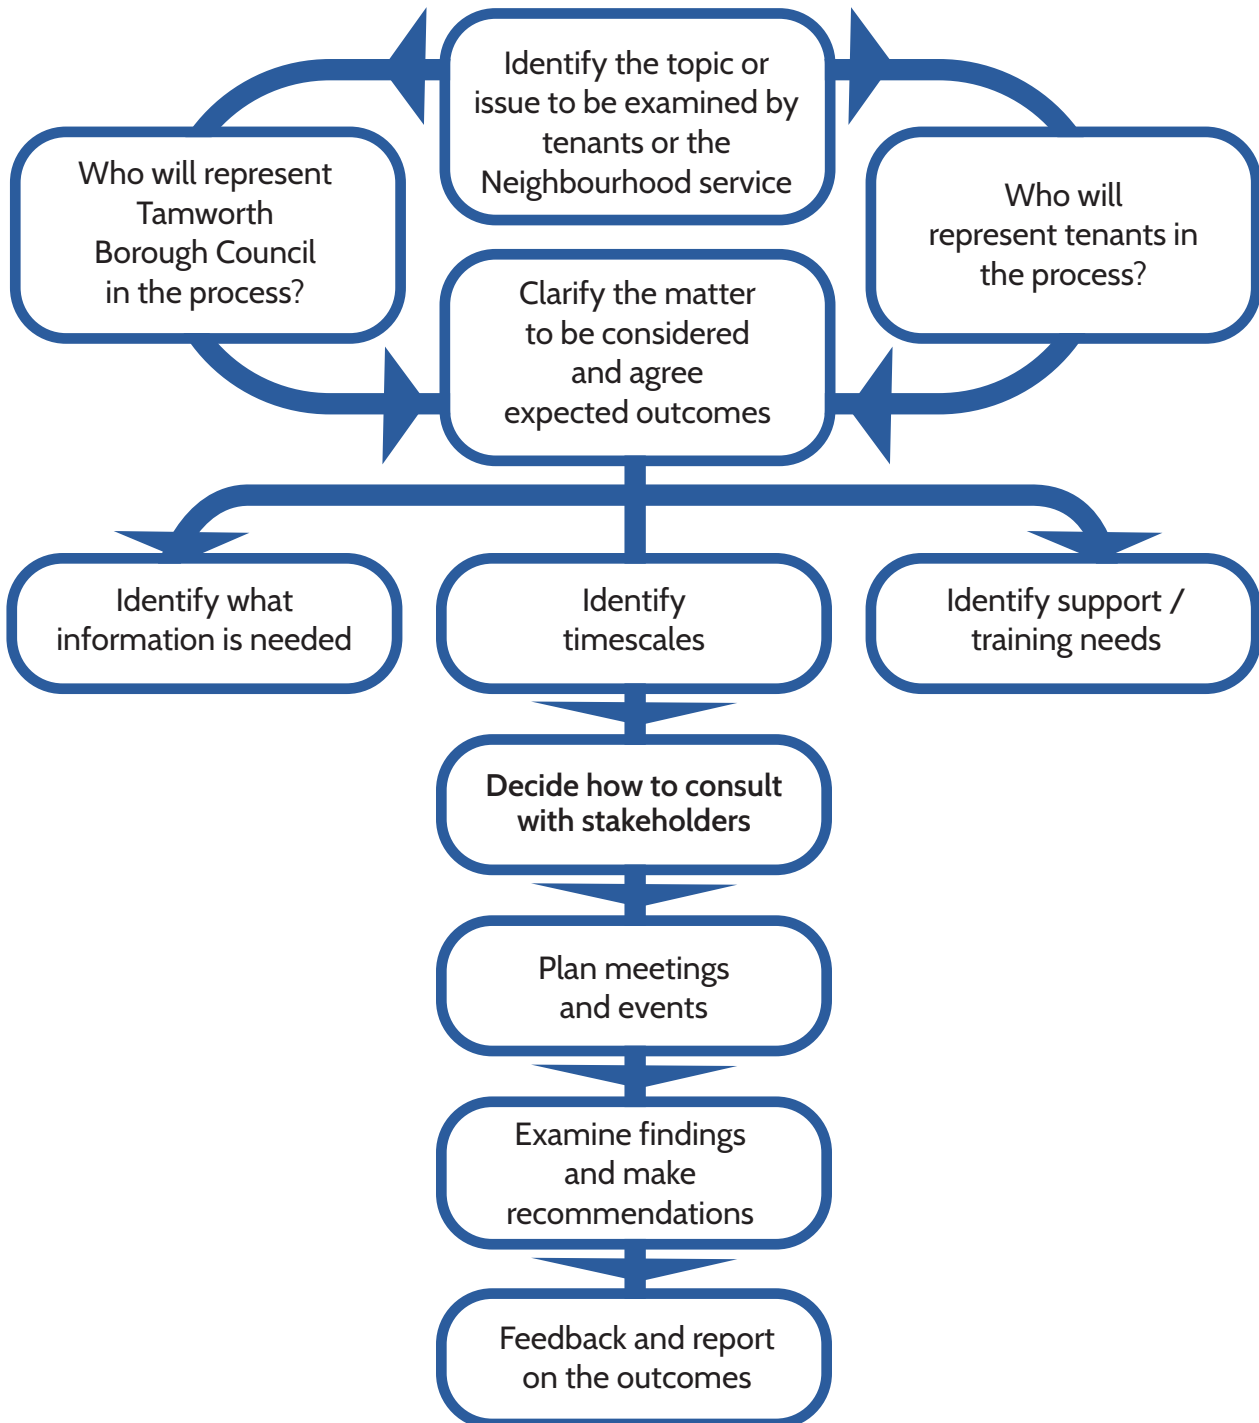 Identify the topic or
issue to be examined by
tenants or the
Neighbourhood service
Who will represent
Tamworth
Borough Council
in the process?
Who will
represent tenants in
the process?
Clarify the matter
to be considered
and agree
expected outcomes
Identify what
information is needed
Identify
timescales
Identify support /
training needs
Decide how to consult
with stakeholders
Plan meetings
and events
Examine findings
and make
recommendations
Feedback and report
on the outcomes